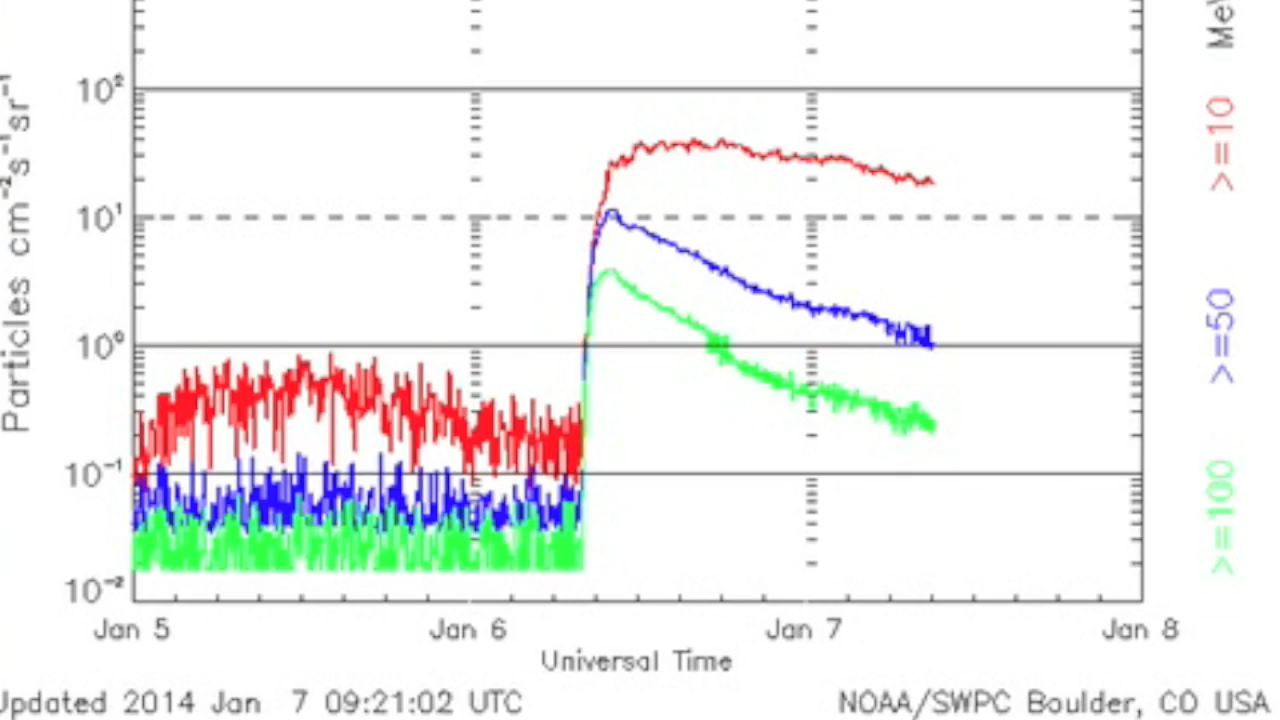 MeV
10²
>=10
Particles cm⁻²s⁻¹sr⁻¹
10¹
>=50
10⁰
10⁻¹
>=100
10⁻²
Jan 5 Jan 6 Jan 7 Jan 8
Universal Time
Updated 2014 Jan 7 09:21:02 UTC NOAA/SWPC Boulder, CO USA